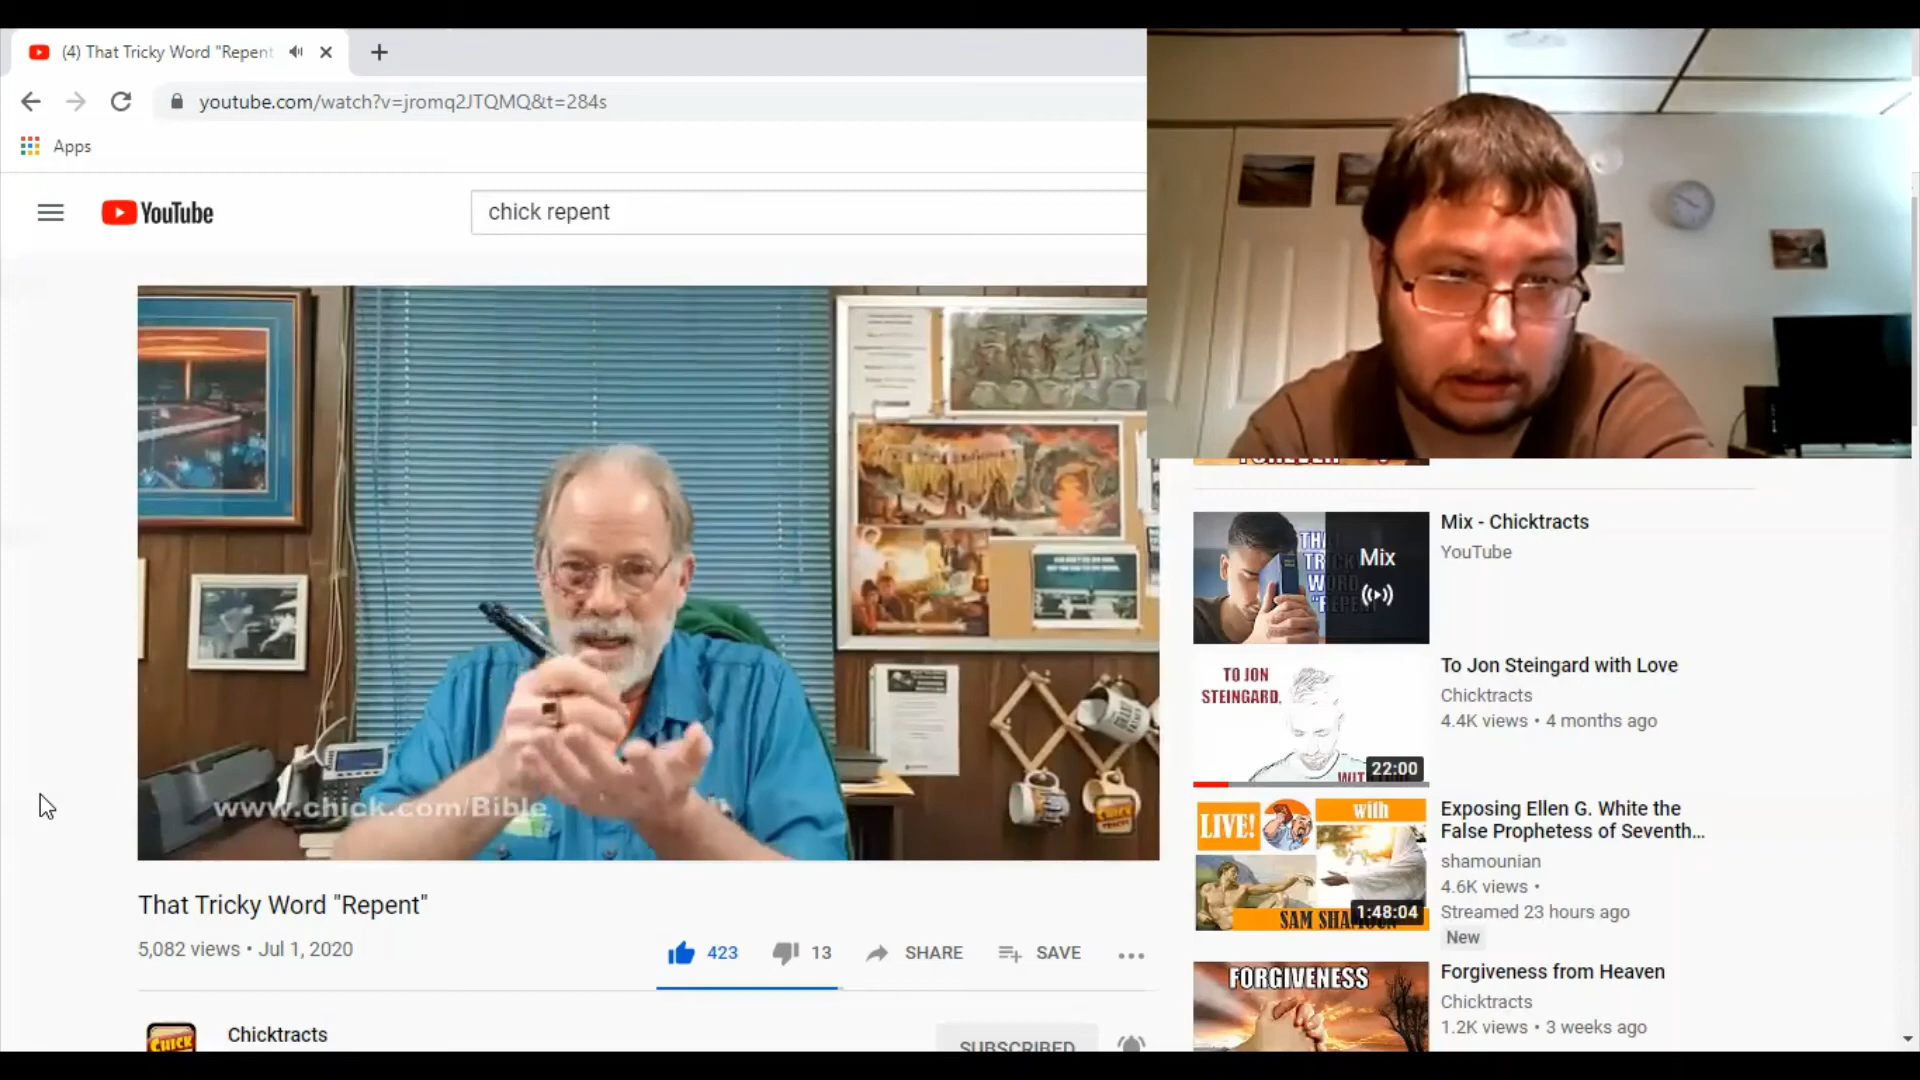 (4) That Tricky Word "Repent
youtube.com/watch?v=jromq2JTQMQ&t=284s
Apps
YouTube
chick repent
www.chick.com/Bible
That Tricky Word "Repent"
5,082 views • Jul 1, 2020
423
13
SHARE
SAVE
CHICK
Chicktracts
SUBSCRIBED
FOREVER
Mix
Mix - Chicktracts
YouTube
TO JON
STEINGARD,
22:00
To Jon Steingard with Love
Chicktracts
4.4K views • 4 months ago
LIVE!
with
SAM
1:48:04
Exposing Ellen G. White the
False Prophetess of Seventh...
shamounian
4.6K views •
Streamed 23 hours ago
New
FORGIVENESS
Forgiveness from Heaven
Chicktracts
1.2K views • 3 weeks ago